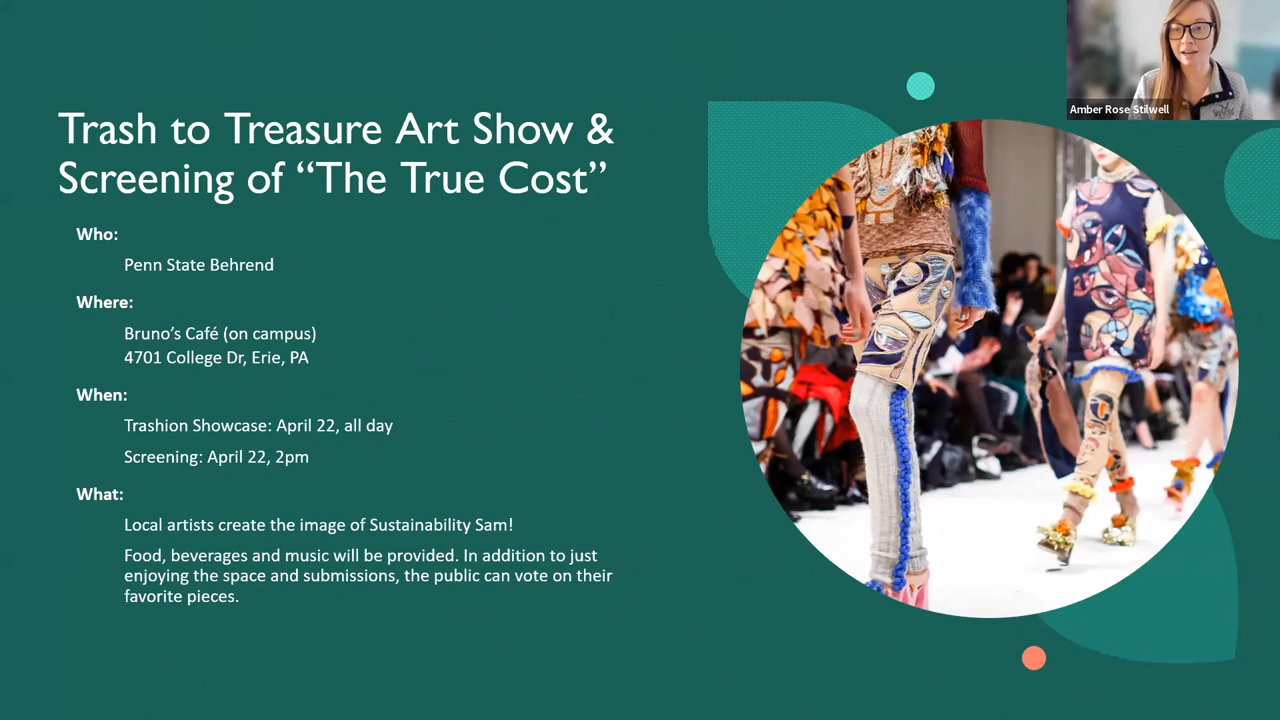 Amber Rose Stilwell
Trash to Treasure Art Show &
Screening of “The True Cost”
Who:
Penn State Behrend
Where:
Bruno’s Café (on campus)
4701 College Dr, Erie, PA
When:
Trashion Showcase: April 22, all day
Screening: April 22, 2pm
What:
Local artists create the image of Sustainability Sam!
Food, beverages and music will be provided. In addition to just
enjoying the space and submissions, the public can vote on their
favorite pieces.